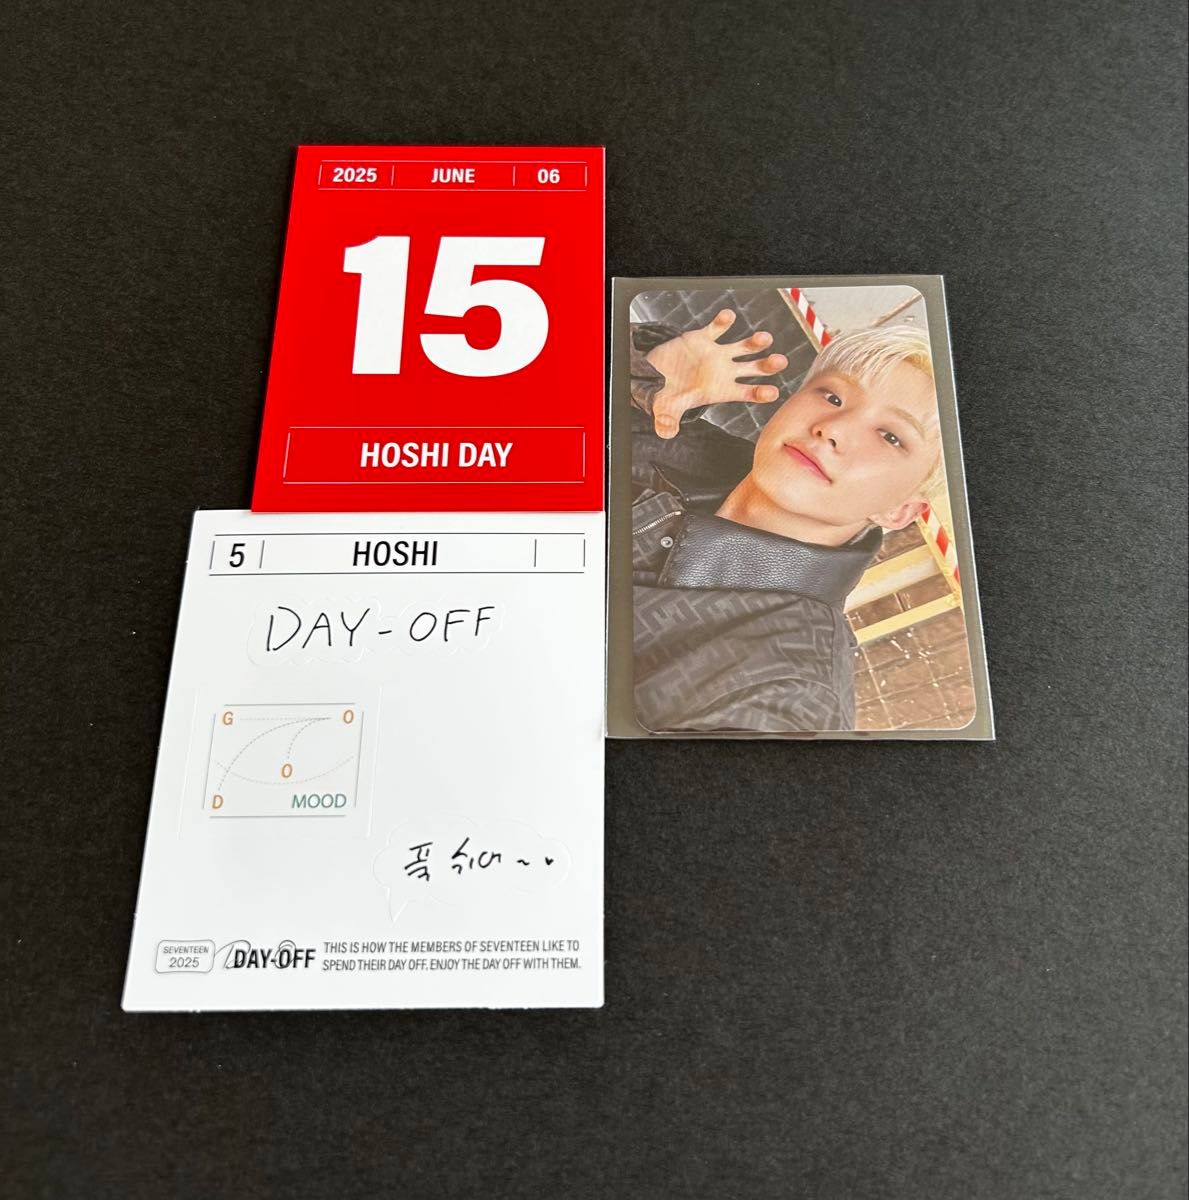 2025 JUNE 06
15
HOSHI DAY
5 HOSHI
DAY-OFF
G O
O
D MOOD
푹 쉬어~♥
SEVENTEEN
2025
DAY-OFF
THIS IS HOW THE MEMBERS OF SEVENTEEN LIKE TO
SPEND THEIR DAY OFF. ENJOY THE DAY OFF WITH THEM.